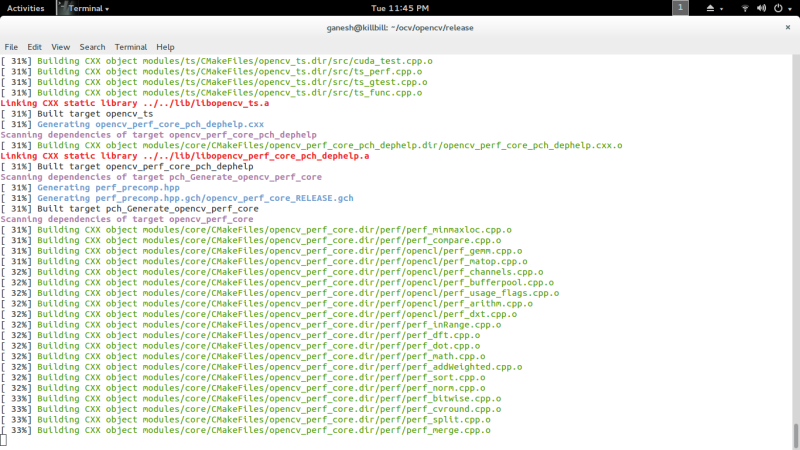 Activities Terminal Tue 11:45 PM 1
ganesh@killbill: ~/ocv/opencv/release ×
File Edit View Search Terminal Help
[ 31%] Building CXX object modules/ts/CMakeFiles/opencv_ts.dir/src/cuda_test.cpp.o
[ 31%] Building CXX object modules/ts/CMakeFiles/opencv_ts.dir/src/ts_perf.cpp.o
[ 31%] Building CXX object modules/ts/CMakeFiles/opencv_ts.dir/src/ts_gtest.cpp.o
[ 31%] Building CXX object modules/ts/CMakeFiles/opencv_ts.dir/src/ts_func.cpp.o
Linking CXX static library ../../lib/libopencv_ts.a
[ 31%] Built target opencv_ts
[ 31%] Generating opencv_perf_core_pch_dephelp.cxx
Scanning dependencies of target opencv_perf_core_pch_dephelp
[ 31%] Building CXX object modules/core/CMakeFiles/opencv_perf_core_pch_dephelp.dir/opencv_perf_core_pch_dephelp.cxx.o
Linking CXX static library ../../lib/libopencv_perf_core_pch_dephelp.a
[ 31%] Built target opencv_perf_core_pch_dephelp
Scanning dependencies of target pch_Generate_opencv_perf_core
[ 31%] Generating perf_precomp.hpp
[ 31%] Generating perf_precomp.hpp.gch/opencv_perf_core_RELEASE.gch
[ 31%] Built target pch_Generate_opencv_perf_core
Scanning dependencies of target opencv_perf_core
[ 31%] Building CXX object modules/core/CMakeFiles/opencv_perf_core.dir/perf/perf_minmaxloc.cpp.o
[ 31%] Building CXX object modules/core/CMakeFiles/opencv_perf_core.dir/perf/perf_compare.cpp.o
[ 31%] Building CXX object modules/core/CMakeFiles/opencv_perf_core.dir/perf/opencl/perf_gemm.cpp.o
[ 31%] Building CXX object modules/core/CMakeFiles/opencv_perf_core.dir/perf/opencl/perf_matop.cpp.o
[ 32%] Building CXX object modules/core/CMakeFiles/opencv_perf_core.dir/perf/opencl/perf_channels.cpp.o
[ 32%] Building CXX object modules/core/CMakeFiles/opencv_perf_core.dir/perf/opencl/perf_bufferpool.cpp.o
[ 32%] Building CXX object modules/core/CMakeFiles/opencv_perf_core.dir/perf/opencl/perf_usage_flags.cpp.o
[ 32%] Building CXX object modules/core/CMakeFiles/opencv_perf_core.dir/perf/opencl/perf_arithm.cpp.o
[ 32%] Building CXX object modules/core/CMakeFiles/opencv_perf_core.dir/perf/opencl/perf_dxt.cpp.o
[ 32%] Building CXX object modules/core/CMakeFiles/opencv_perf_core.dir/perf/perf_inRange.cpp.o
[ 32%] Building CXX object modules/core/CMakeFiles/opencv_perf_core.dir/perf/perf_dft.cpp.o
[ 32%] Building CXX object modules/core/CMakeFiles/opencv_perf_core.dir/perf/perf_dot.cpp.o
[ 32%] Building CXX object modules/core/CMakeFiles/opencv_perf_core.dir/perf/perf_math.cpp.o
[ 32%] Building CXX object modules/core/CMakeFiles/opencv_perf_core.dir/perf/perf_addWeighted.cpp.o
[ 32%] Building CXX object modules/core/CMakeFiles/opencv_perf_core.dir/perf/perf_sort.cpp.o
[ 32%] Building CXX object modules/core/CMakeFiles/opencv_perf_core.dir/perf/perf_norm.cpp.o
[ 33%] Building CXX object modules/core/CMakeFiles/opencv_perf_core.dir/perf/perf_bitwise.cpp.o
[ 33%] Building CXX object modules/core/CMakeFiles/opencv_perf_core.dir/perf/perf_cvround.cpp.o
[ 33%] Building CXX object modules/core/CMakeFiles/opencv_perf_core.dir/perf/perf_split.cpp.o
[ 33%] Building CXX object modules/core/CMakeFiles/opencv_perf_core.dir/perf/perf_merge.cpp.o